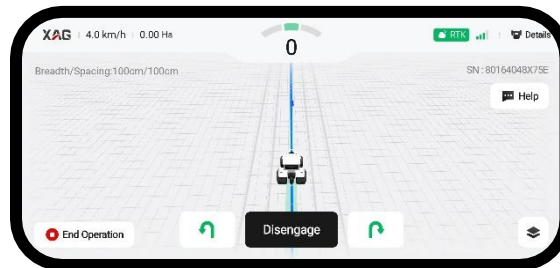 XAG 4.0 km/h 0.00 Ha
0
RTK Details
Breadth/Spacing:100cm/100cm
SN:80164048X75E
Help
End Operation
Disengage